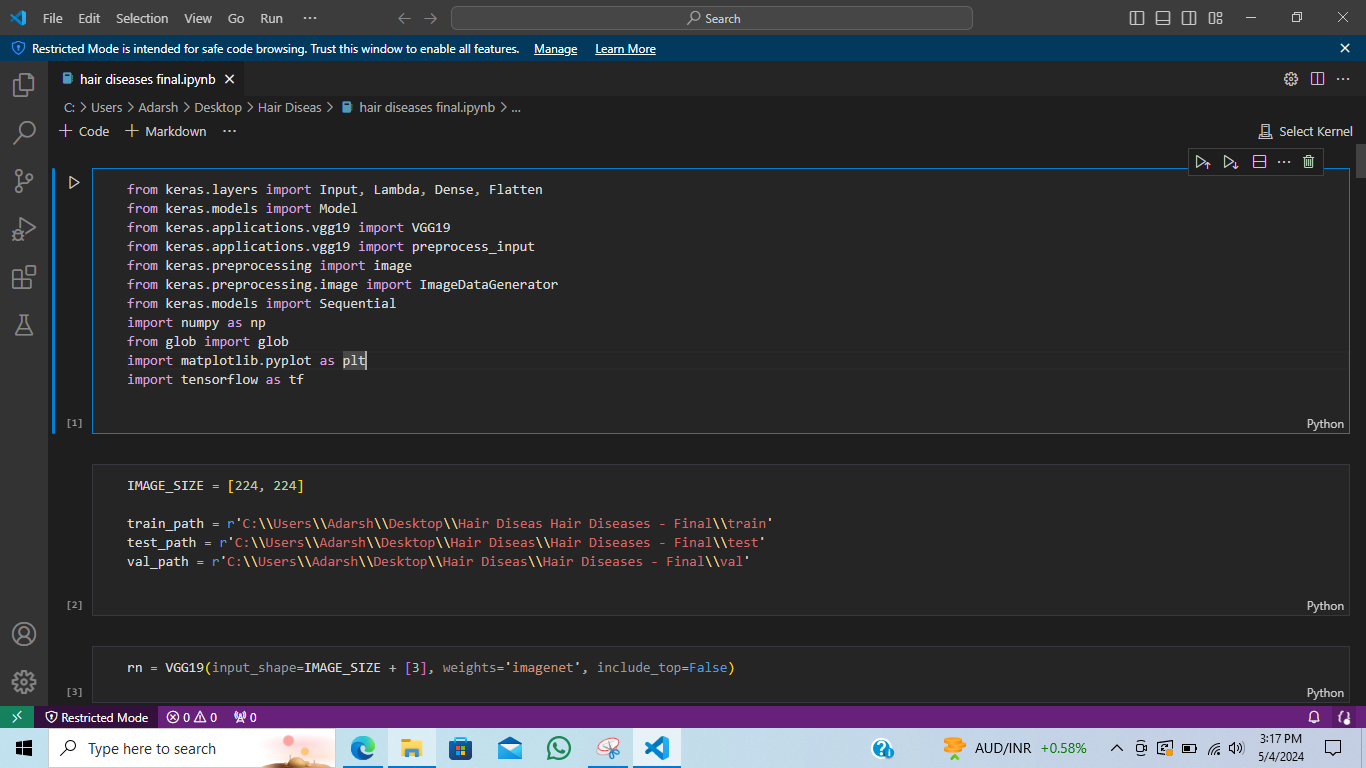 File Edit Selection View Go Run ··· Search
Restricted Mode is intended for safe code browsing. Trust this window to enable all features. Manage Learn More
hair diseases final.ipynb
C: > Users > Adarsh > Desktop > Hair Diseas > hair diseases final.ipynb > ...
+ Code + Markdown ··· Select Kernel
from keras.layers import Input, Lambda, Dense, Flatten
from keras.models import Model
from keras.applications.vgg19 import VGG19
from keras.applications.vgg19 import preprocess_input
from keras.preprocessing import image
from keras.preprocessing.image import ImageDataGenerator
from keras.models import Sequential
import numpy as np
from glob import glob
import matplotlib.pyplot as plt
import tensorflow as tf
[1] Python
IMAGE_SIZE = [224, 224]
train_path = r'C:\\Users\\Adarsh\\Desktop\\Hair Diseas Hair Diseases - Final\\train'
test_path = r'C:\\Users\\Adarsh\\Desktop\\Hair Diseas\\Hair Diseases - Final\\test'
val_path = r'C:\\Users\\Adarsh\\Desktop\\Hair Diseas\\Hair Diseases - Final\\val'
[2] Python
rn = VGG19(input_shape=IMAGE_SIZE + [3], weights='imagenet', include_top=False)
[3] Python
Restricted Mode 0 0 0
Type here to search AUD/INR +0.58% 3:17 PM
5/4/2024